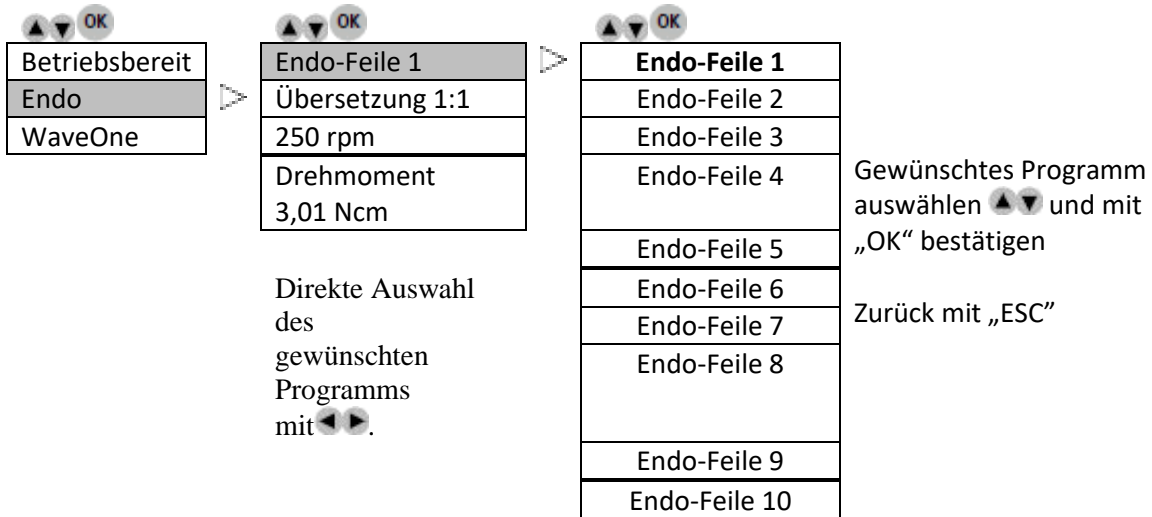 OK
Betriebsbereit
Endo
WaveOne
OK
Endo-Feile 1
Übersetzung 1:1
250 rpm
Drehmoment
3,01 Ncm
Direkte Auswahl
des
gewünschten
Programms
mit.
OK
Endo-Feile 1
Endo-Feile 2
Endo-Feile 3
Endo-Feile 4
Endo-Feile 5
Endo-Feile 6
Endo-Feile 7
Endo-Feile 8
Endo-Feile 9
Endo-Feile 10
Gewünschtes Programm
auswählen und mit
„OK“ bestätigen
Zurück mit „ESC”